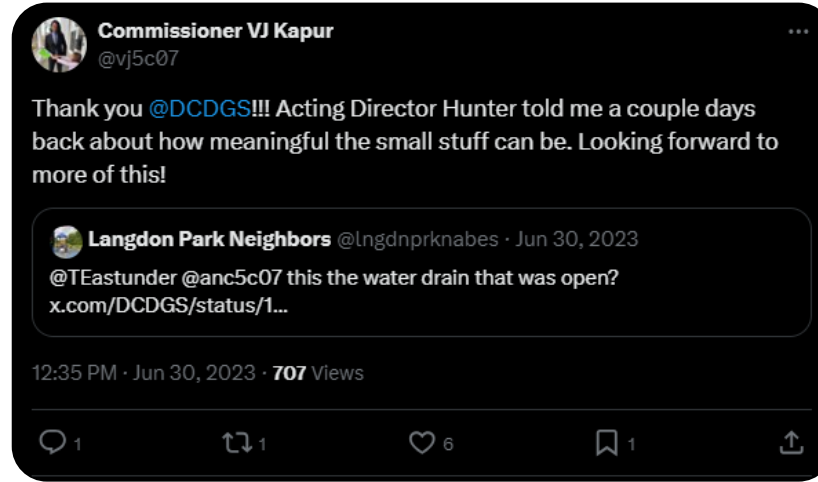 Commissioner VJ Kapur
@vj5c07
Thank you @DCDGS!!! Acting Director Hunter told me a couple days
back about how meaningful the small stuff can be. Looking forward to
more of this!
Langdon Park Neighbors @lngdnprknabes · Jun 30, 2023
@TEastunder @anc5c07 this the water drain that was open?
x.com/DCDGS/status/1...
12:35 PM · Jun 30, 2023 · 707 Views
1 1 6 1